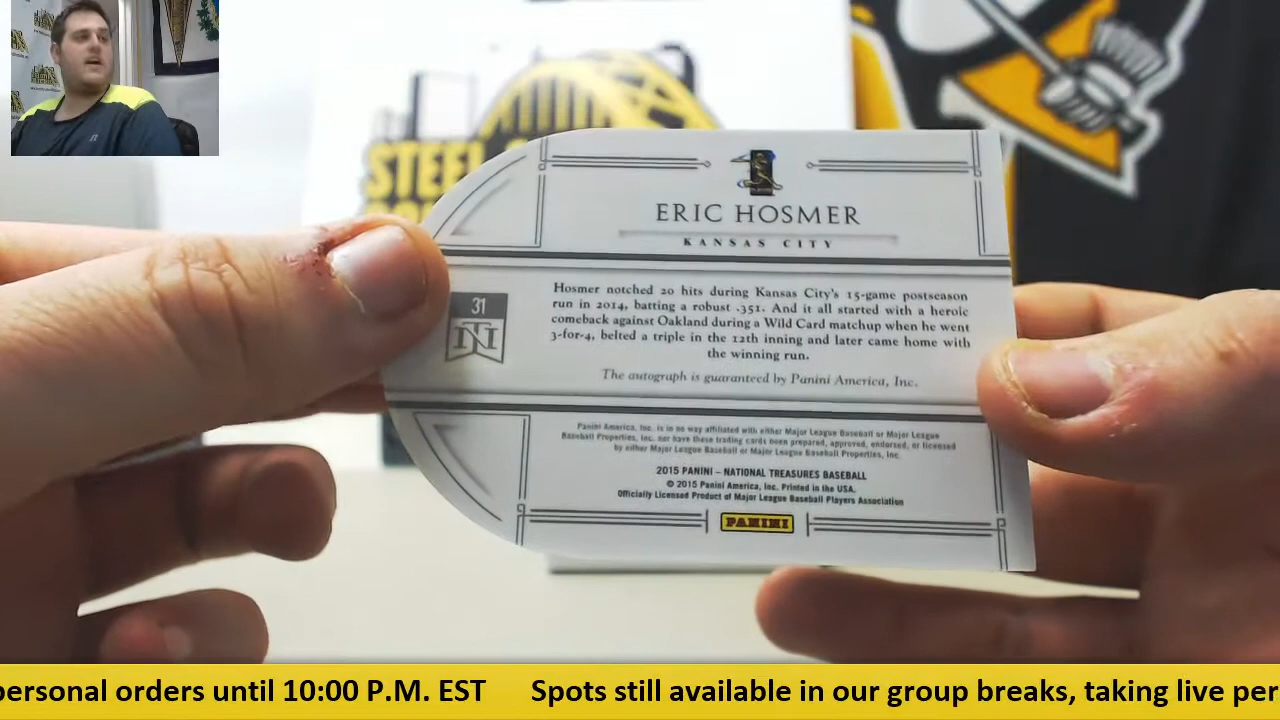 STEEL
ERIC HOSMER
KANSAS CITY
31
NT
Hosmer notched 20 hits during Kansas City's 15-game postseason
run in 2014, batting a robust .351. And it all started with a heroic
comeback against Oakland during a Wild Card matchup when he went
3-for-4, belted a triple in the 12th inning and later came home with
the winning run.
The autograph is guaranteed by Panini America, Inc.
Panini America, Inc. is in no way affiliated with either Major League Baseball or Major League
Baseball Properties, Inc. nor have these trading cards been prepared, approved, endorsed, or licensed
by either Major League Baseball or Major League Baseball Properties, Inc.
2015 PANINI – NATIONAL TREASURES BASEBALL
© 2015 Panini America, Inc. Printed in the USA.
Officially Licensed Product of Major League Baseball Players Association
PANINI
personal orders until 10:00 P.M. EST Spots still available in our group breaks, taking live per